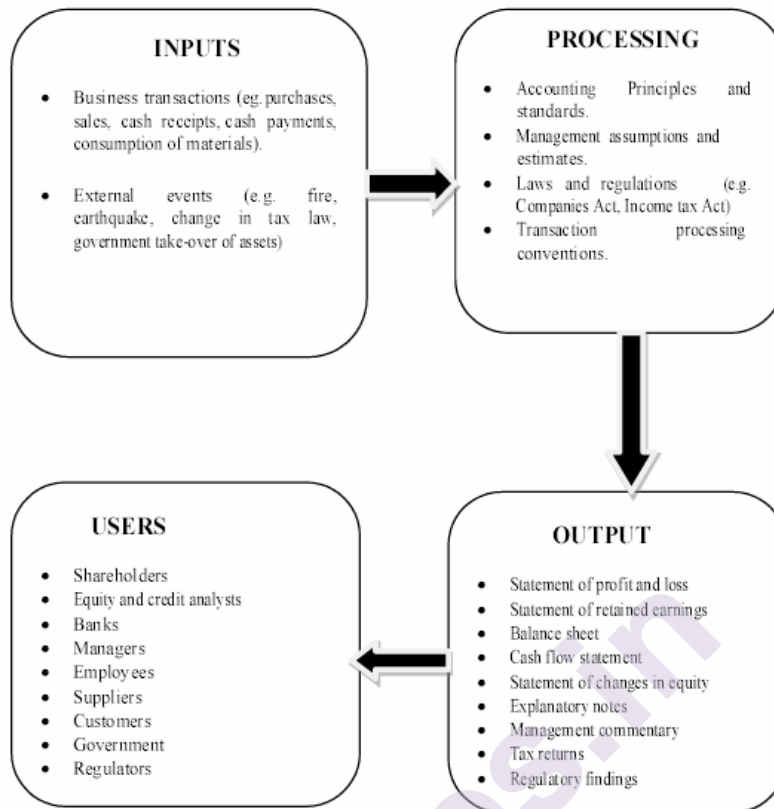 INPUTS
• Business transactions (eg. purchases,
sales, cash receipts, cash payments,
consumption of materials).
• External events (e.g. fire,
earthquake, change in tax law,
government take-over of assets)
PROCESSING
• Accounting Principles and
standards.
• Management assumptions and
estimates.
• Laws and regulations (e.g.
Companies Act, Income tax Act)
• Transaction processing
conventions.
OUTPUT
• Statement of profit and loss
• Statement of retained earnings
• Balance sheet
• Cash flow statement
• Statement of changes in equity
• Explanatory notes
• Management commentary
• Tax returns
• Regulatory findings
USERS
• Shareholders
• Equity and credit analysts
• Banks
• Managers
• Employees
• Suppliers
• Customers
• Government
• Regulators